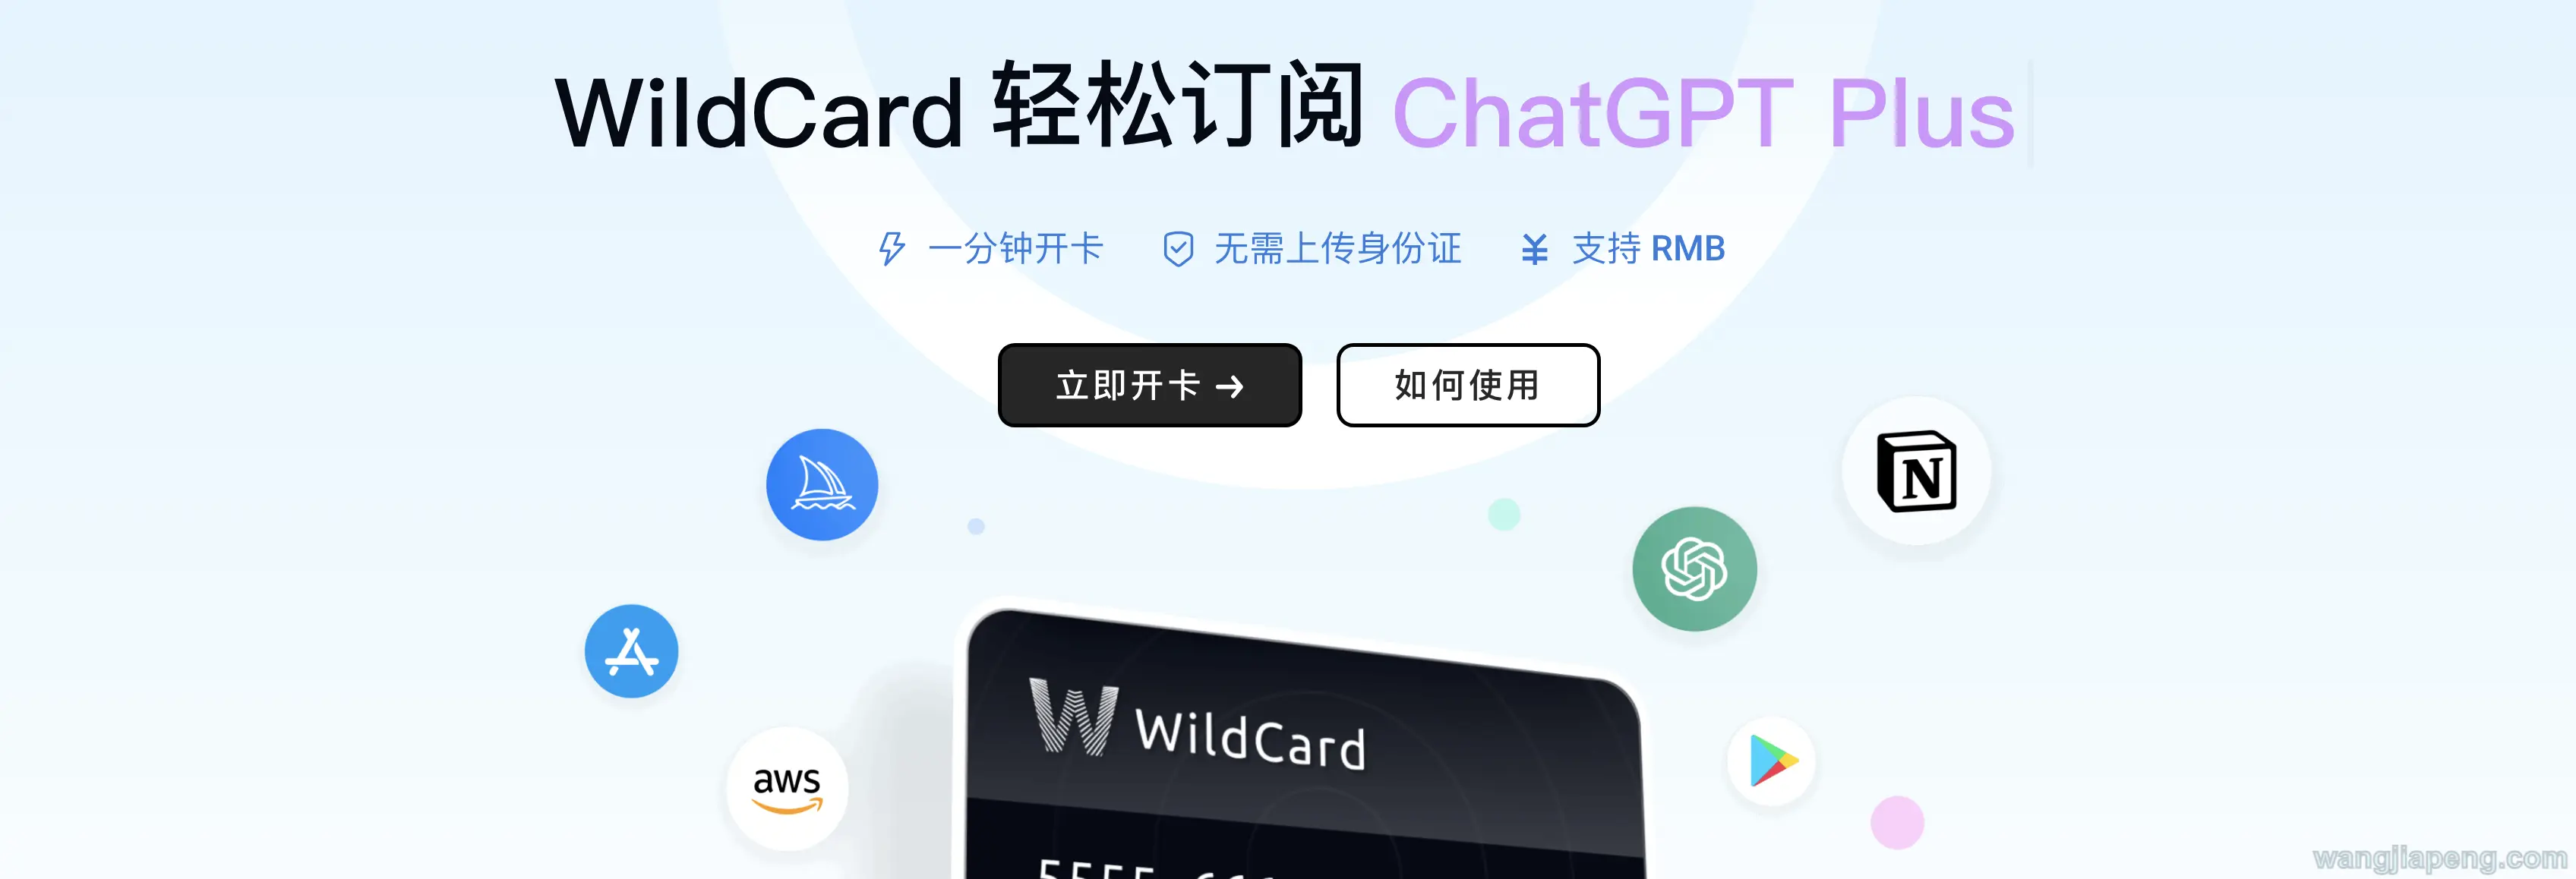 WildCard 轻松订阅 ChatGPT Plus
一分钟开卡 无需上传身份证 支持 RMB
立即开卡 → 如何使用
N
aws
W WildCard
5555
wangjiapeng.com